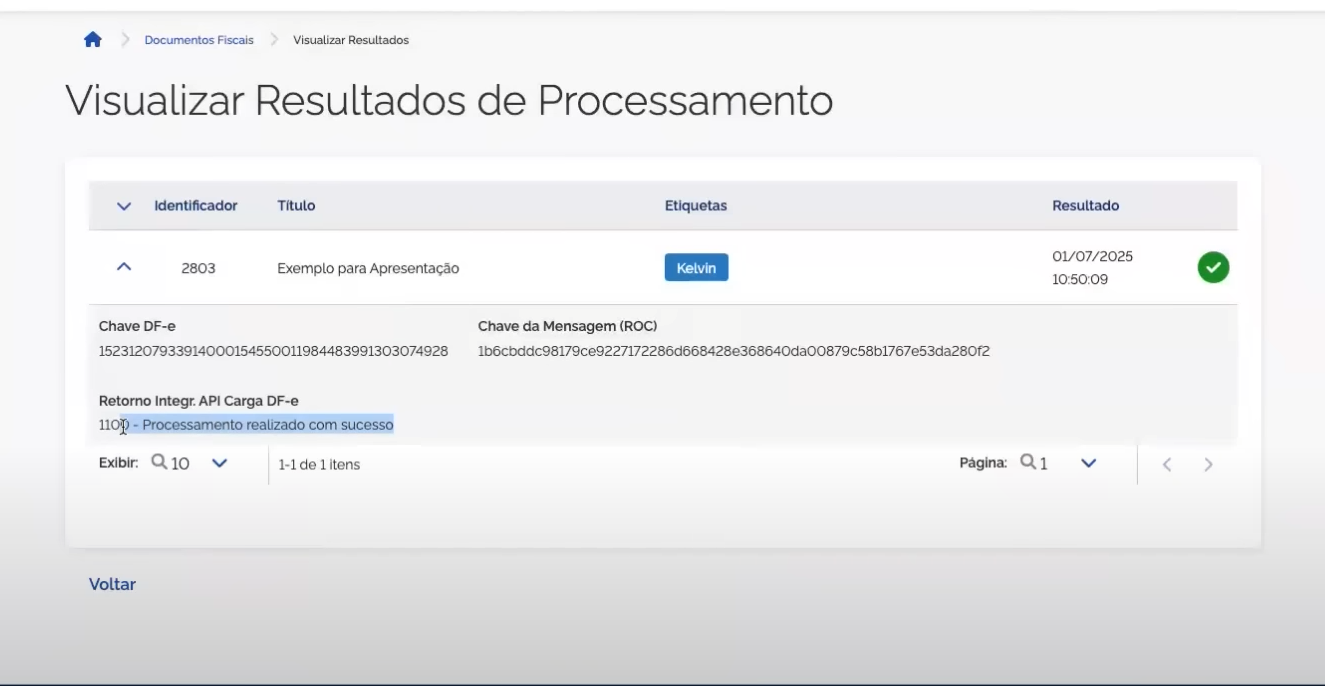 Documentos Fiscais > Visualizar Resultados
Visualizar Resultados de Processamento
Identificador Título Etiquetas Resultado
2803 Exemplo para Apresentação Kelvin 01/07/2025
10:50:09
Chave DF-e Chave da Mensagem (ROC)
15231207933914000154550011984483991303074928 1b6cbddc98179ce9227172286d668428e368640da00879c58b1767e53da280f2
Retorno Integr. API Carga DF-e
1100 - Processamento realizado com sucesso
Exibir: 10 1-1 de 1 itens Página: 1
Voltar